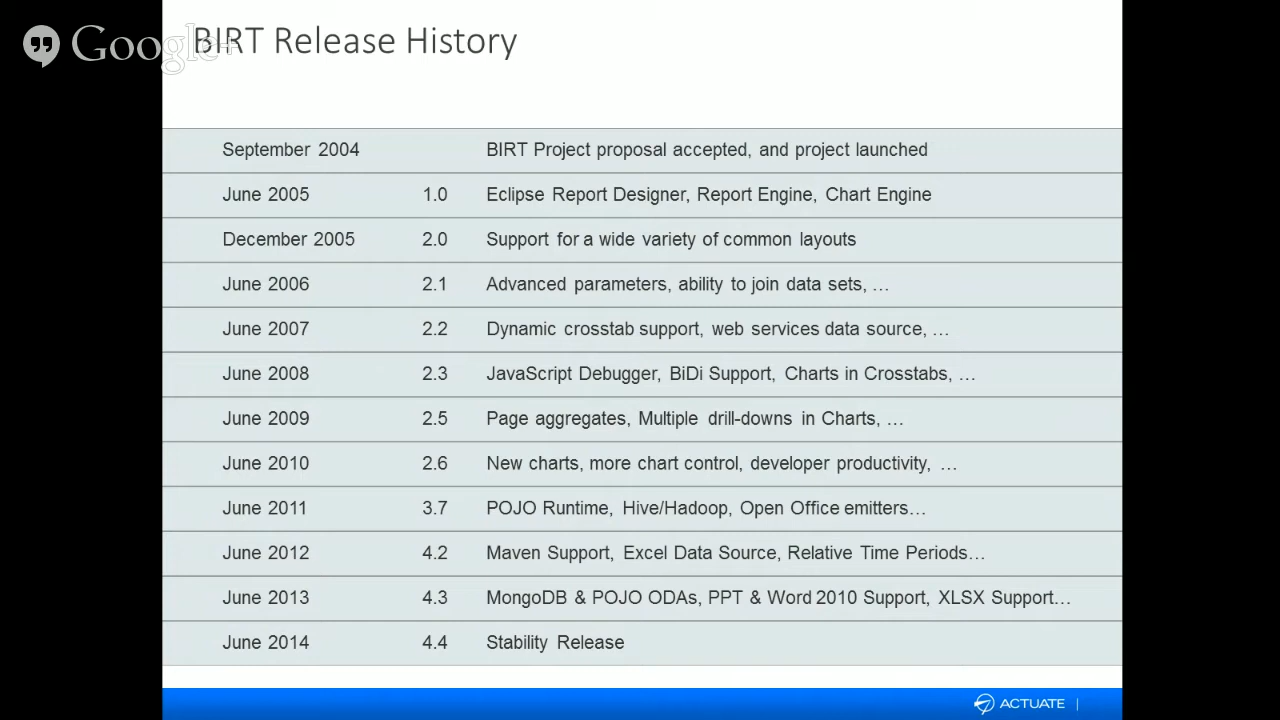 Google+
BIRT Release History
September 2004 BIRT Project proposal accepted, and project launched
June 2005 1.0 Eclipse Report Designer, Report Engine, Chart Engine
December 2005 2.0 Support for a wide variety of common layouts
June 2006 2.1 Advanced parameters, ability to join data sets, …
June 2007 2.2 Dynamic crosstab support, web services data source, …
June 2008 2.3 JavaScript Debugger, BiDi Support, Charts in Crosstabs, …
June 2009 2.5 Page aggregates, Multiple drill-downs in Charts, …
June 2010 2.6 New charts, more chart control, developer productivity, …
June 2011 3.7 POJO Runtime, Hive/Hadoop, Open Office emitters…
June 2012 4.2 Maven Support, Excel Data Source, Relative Time Periods…
June 2013 4.3 MongoDB & POJO ODAs, PPT & Word 2010 Support, XLSX Support…
June 2014 4.4 Stability Release
ACTUATE |